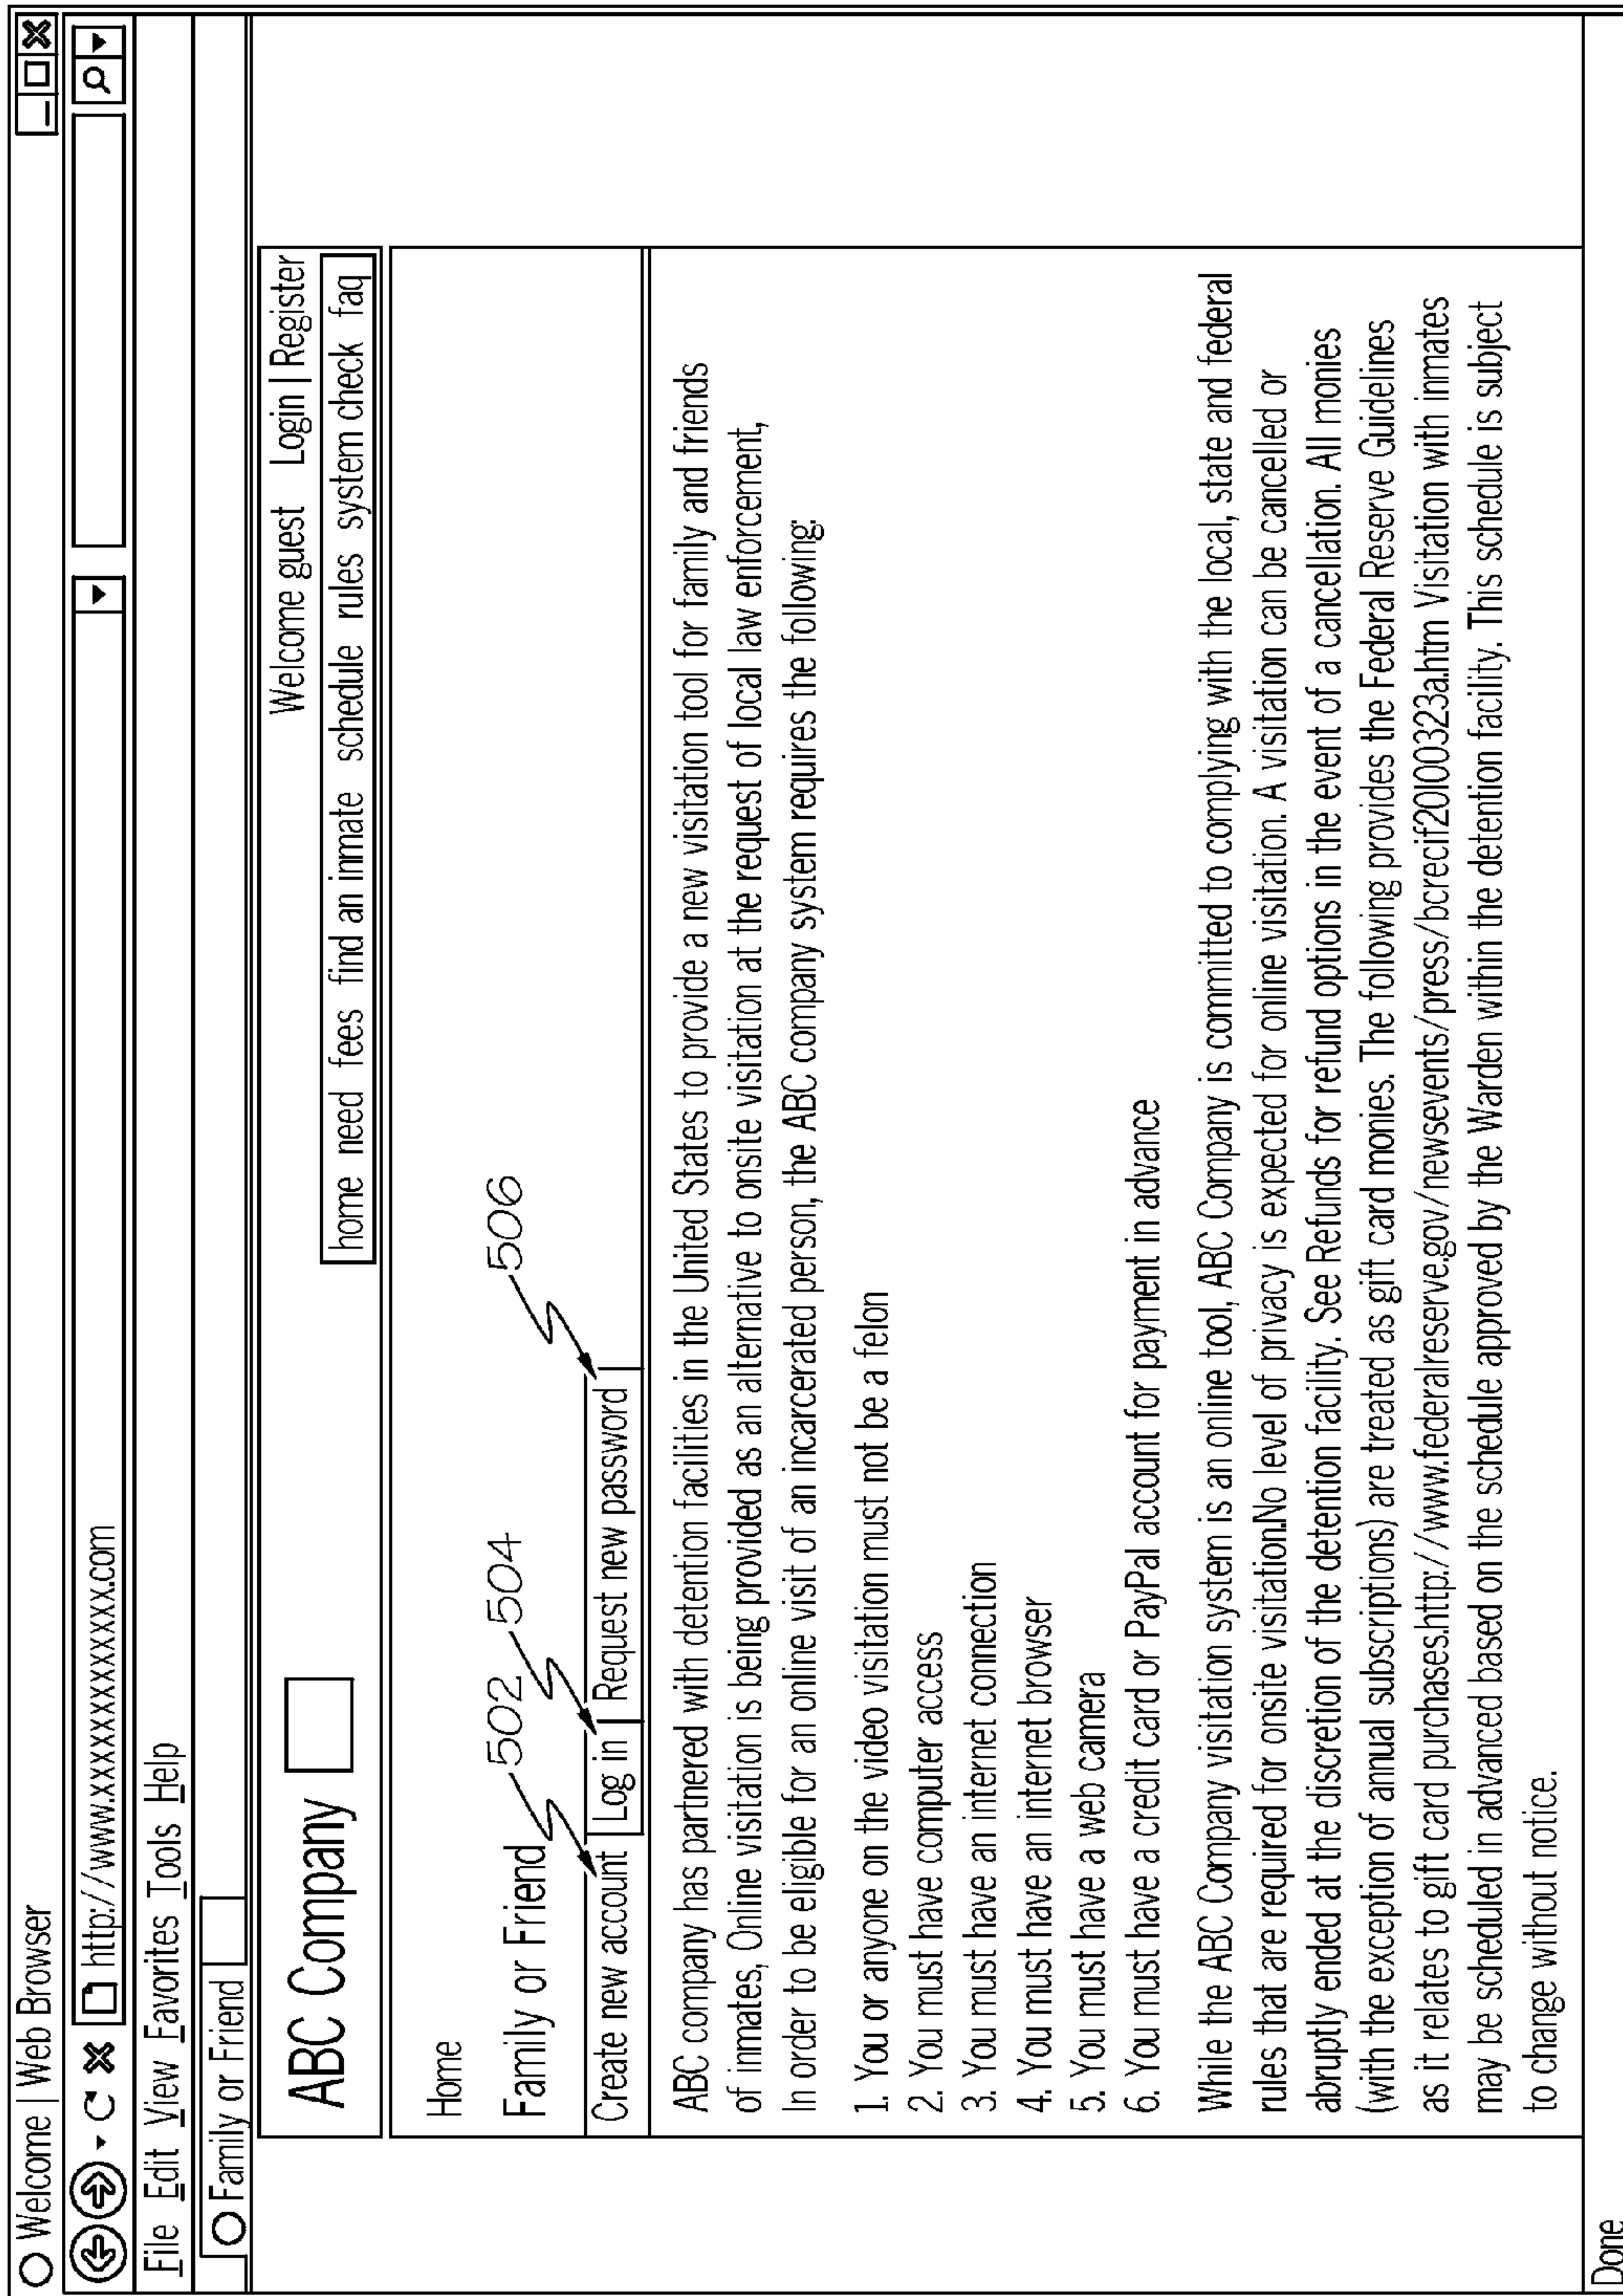 Welcome | Web Browser
http://www.xxxxxxxxxxxxxx.com
File Edit View Favorites Tools Help
Family or Friend
ABC Company
Welcome guest Login | Register
home need fees find an inmate schedule rules system check faq
Home
Family or Friend
502 504 506
Create new account Log in Request new password
ABC company has partnered with detention facilities in the United States to provide a new visitation tool for family and friends
of inmates, Online visitation is being provided as an alternative to onsite visitation at the request of local law enforcement,
In order to be eligible for an online visit of an incarcerated person, the ABC company system requires the following:
1. You or anyone on the video visitation must not be a felon
2. You must have computer access
3. You must have an internet connection
4. You must have an internet browser
5. You must have a web camera
6. You must have a credit card or PayPal account for payment in advance
While the ABC Company visitation system is an online tool, ABC Company is committed to complying with the local, state and federal
rules that are required for onsite visitation.No level of privacy is expected for online visitation. A visitation can be cancelled or
abruptly ended at the discretion of the detention facility. See Refunds for refund options in the event of a cancellation. All monies
(with the exception of annual subscriptions) are treated as gift card monies. The following provides the Federal Reserve Guidelines
as it relates to gift card purchases.http://www.federalreserve.gov/newsevents/press/bcrecif20100323a.htm Visitation with inmates
may be scheduled in advanced based on the schedule approved by the Warden within the detention facility. This schedule is subject
to change without notice.
Done